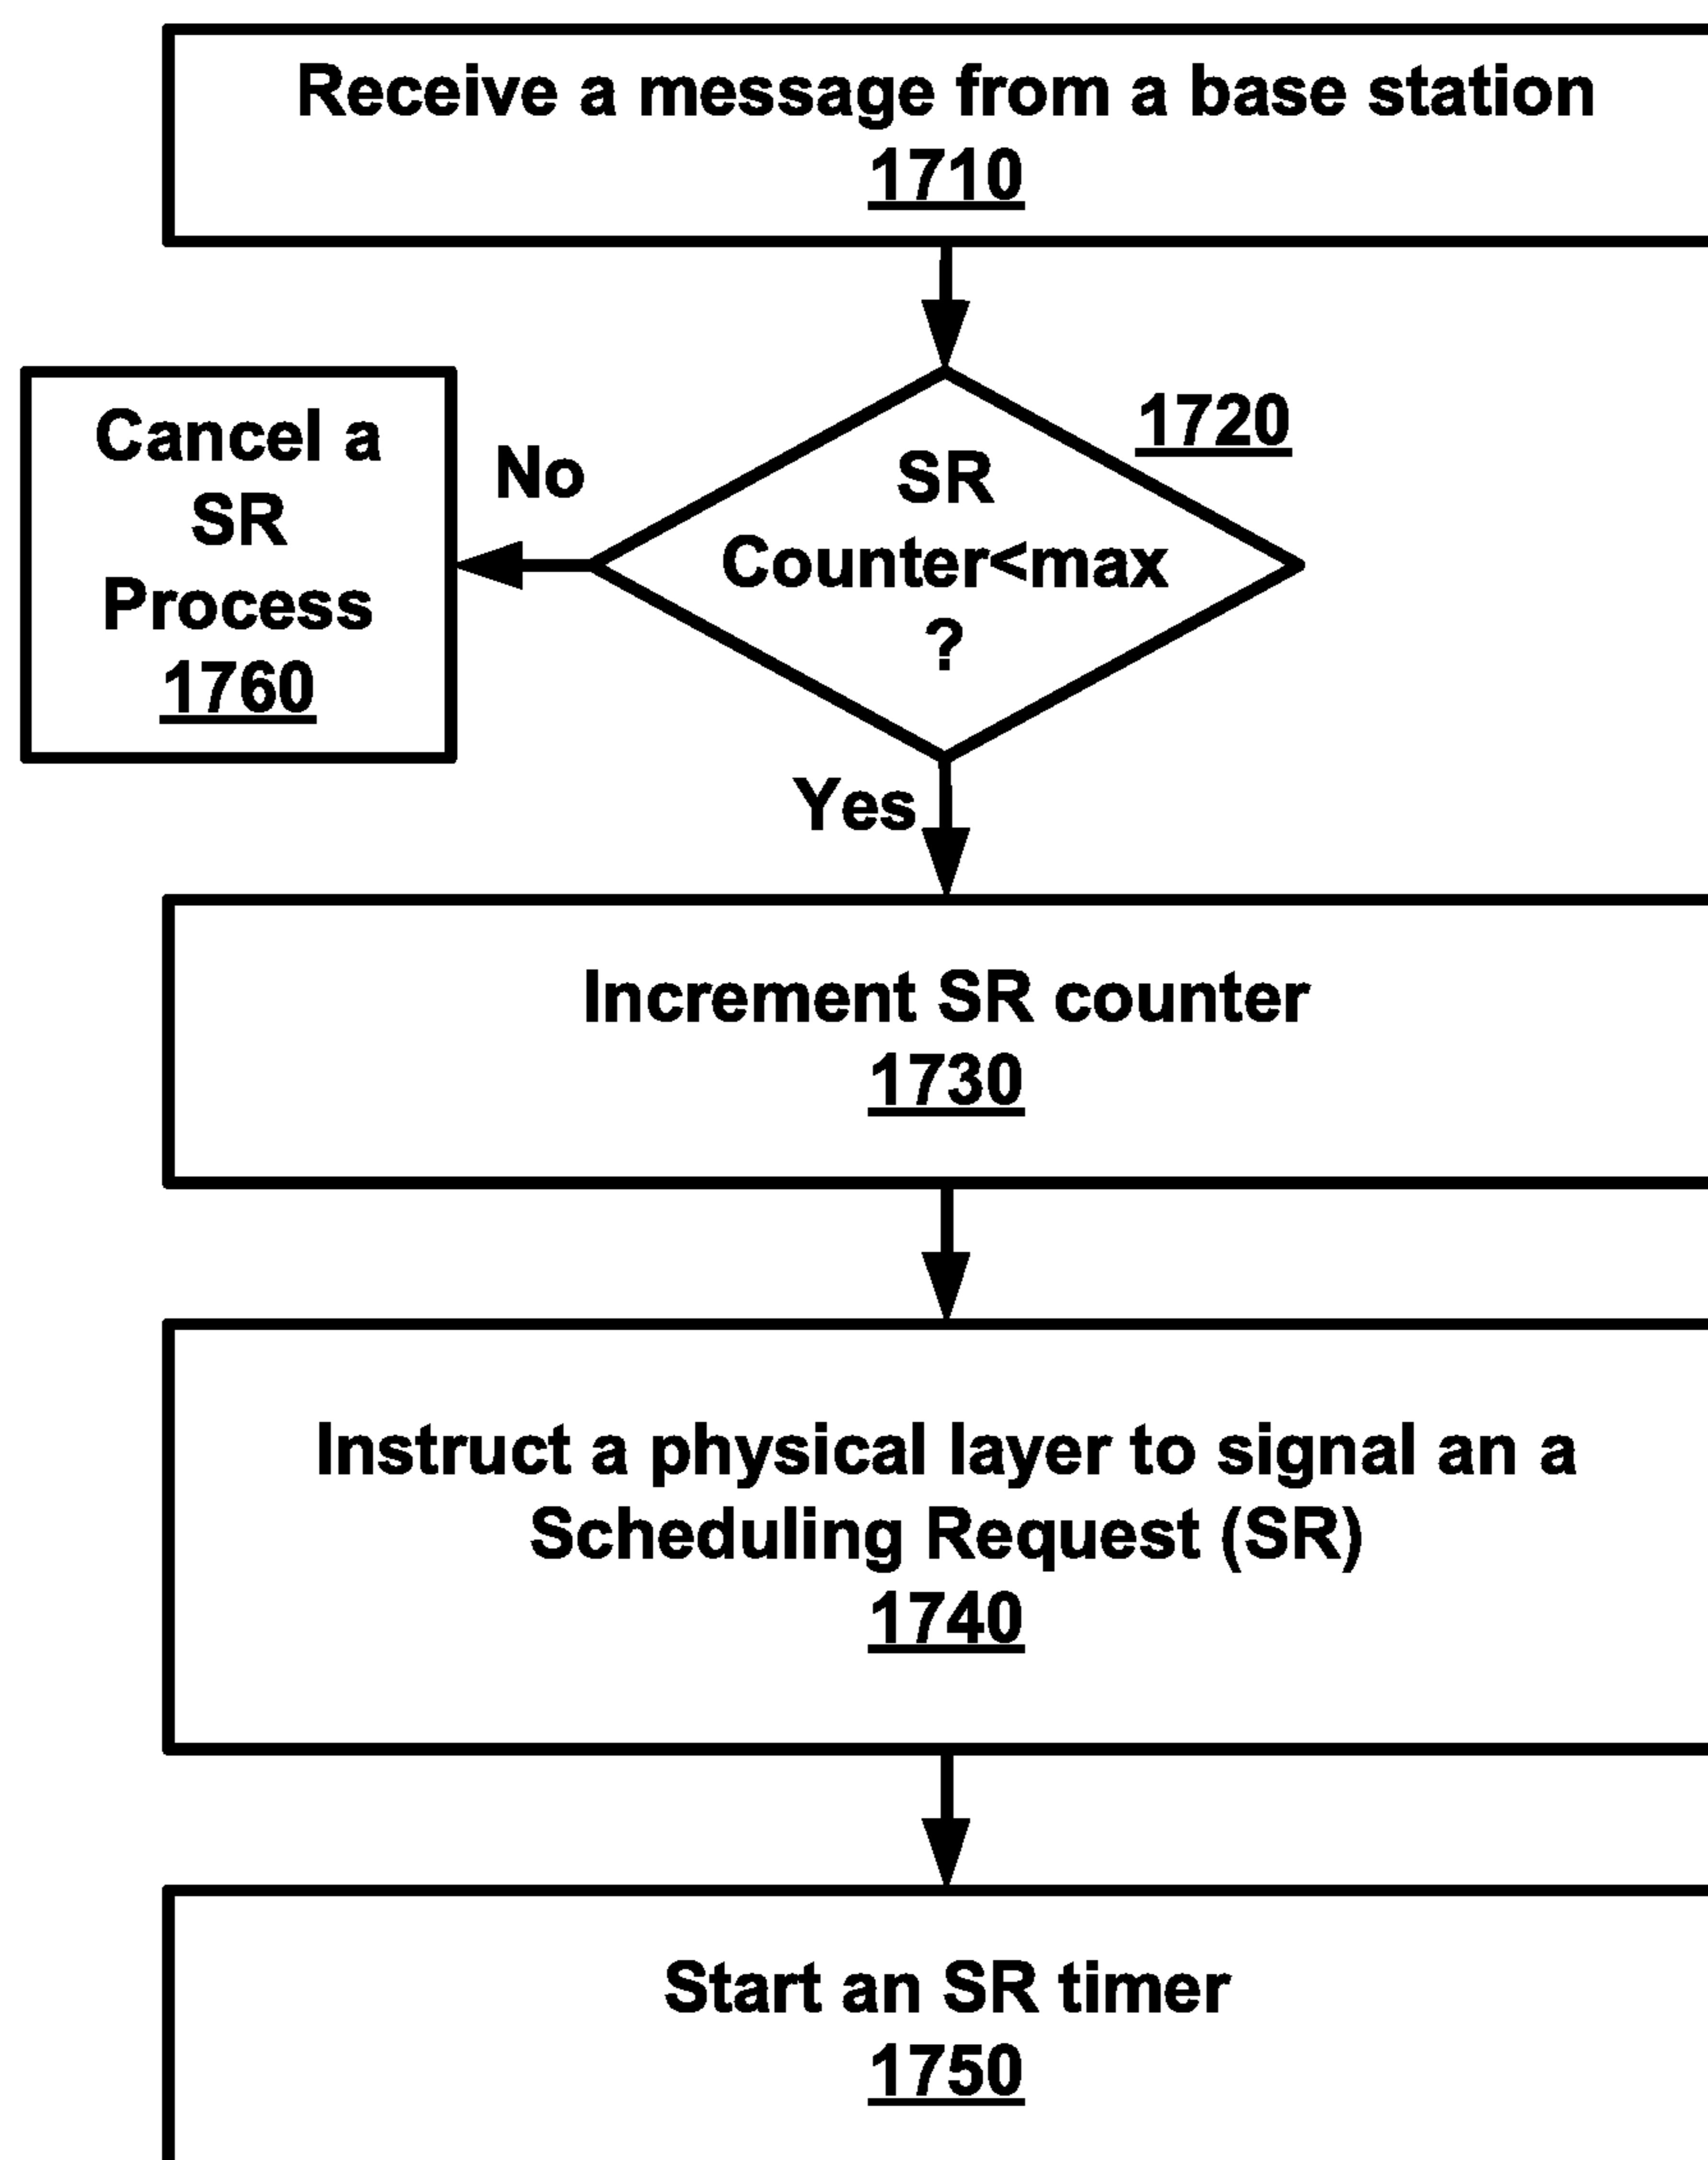 Receive a message from a base station
1710
1720
SR
Counter<max
?
No
Cancel a
SR
Process
1760
Yes
Increment SR counter
1730
Instruct a physical layer to signal an a
Scheduling Request (SR)
1740
Start an SR timer
1750